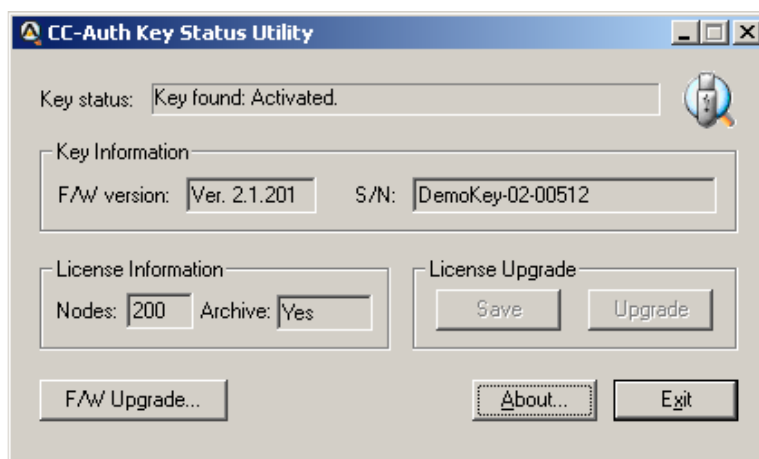 CC-Auth Key Status Utility
Key status: Key found: Activated.
Key Information
F/W version: Ver. 2.1.201 S/N: DemoKey-02-00512
License Information License Upgrade
Nodes: 200 Archive: Yes Save Upgrade
F/W Upgrade... About... Exit